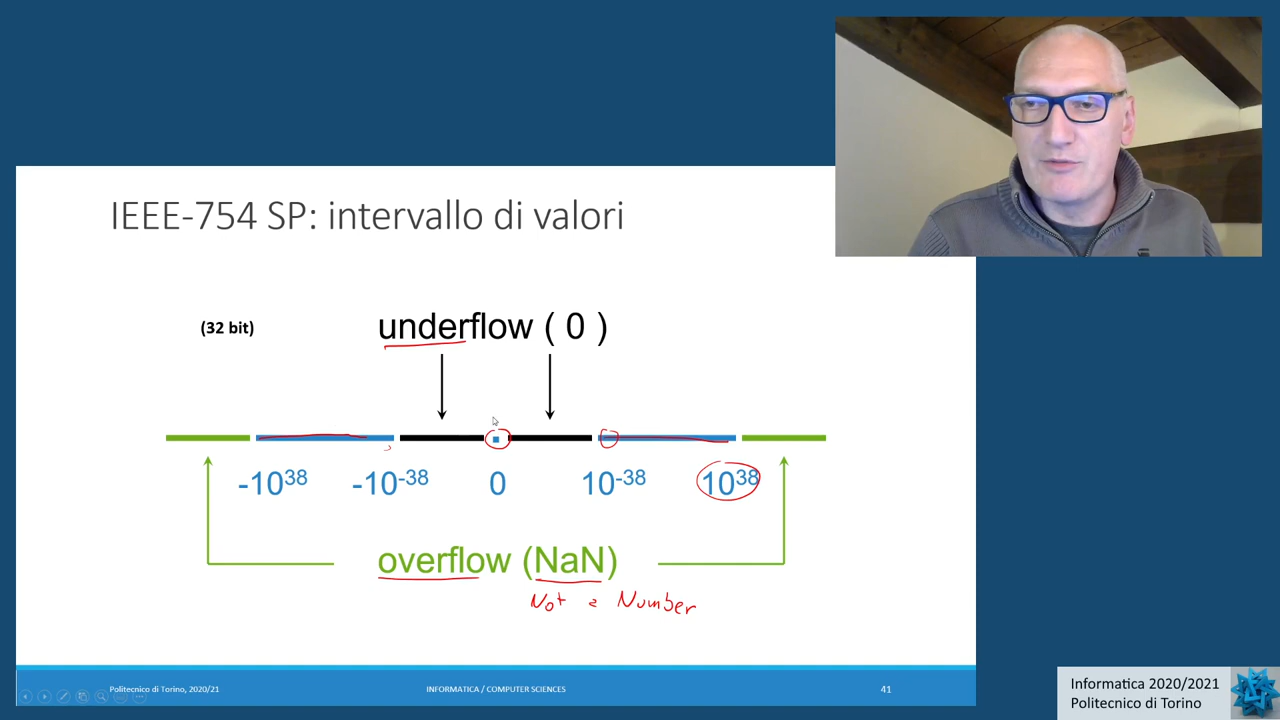 IEEE-754 SP: intervallo di valori
(32 bit)
underflow ( 0 )
-10³⁸ -10⁻³⁸ 0 10⁻³⁸ 10³⁸
overflow (NaN)
Not a Number
Politecnico di Torino, 2020/21 INFORMATICA / COMPUTER SCIENCES 41
Informatica 2020/2021
Politecnico di Torino